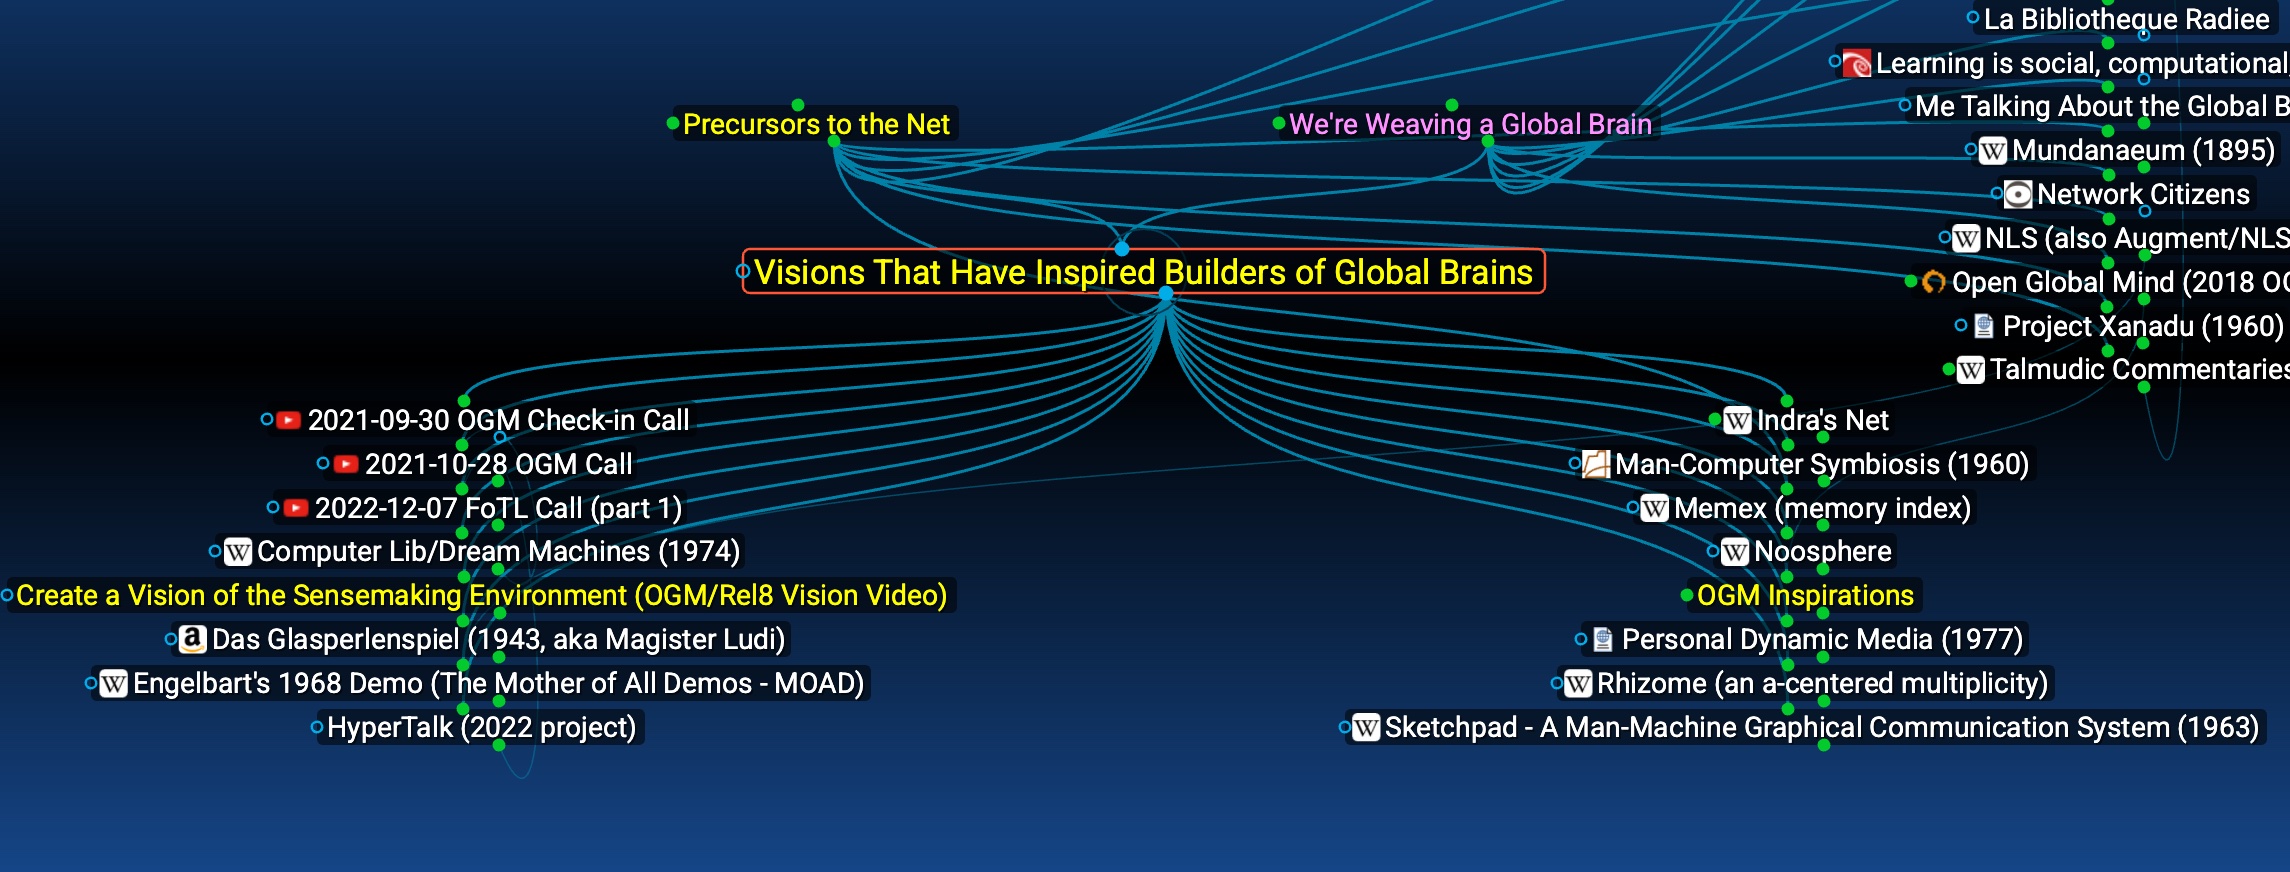 La Bibliotheque Radiee
Learning is social, computational,
Me Talking About the Global B
Precursors to the Net
We're Weaving a Global Brain
Mundanaeum (1895)
Network Citizens
NLS (also Augment/NLS
Visions That Have Inspired Builders of Global Brains
Open Global Mind (2018 OG
Project Xanadu (1960)
Talmudic Commentaries
2021-09-30 OGM Check-in Call
2021-10-28 OGM Call
2022-12-07 FoTL Call (part 1)
Computer Lib/Dream Machines (1974)
Create a Vision of the Sensemaking Environment (OGM/Rel8 Vision Video)
Das Glasperlenspiel (1943, aka Magister Ludi)
Engelbart's 1968 Demo (The Mother of All Demos - MOAD)
HyperTalk (2022 project)
Indra's Net
Man-Computer Symbiosis (1960)
Memex (memory index)
Noosphere
OGM Inspirations
Personal Dynamic Media (1977)
Rhizome (an a-centered multiplicity)
Sketchpad - A Man-Machine Graphical Communication System (1963)